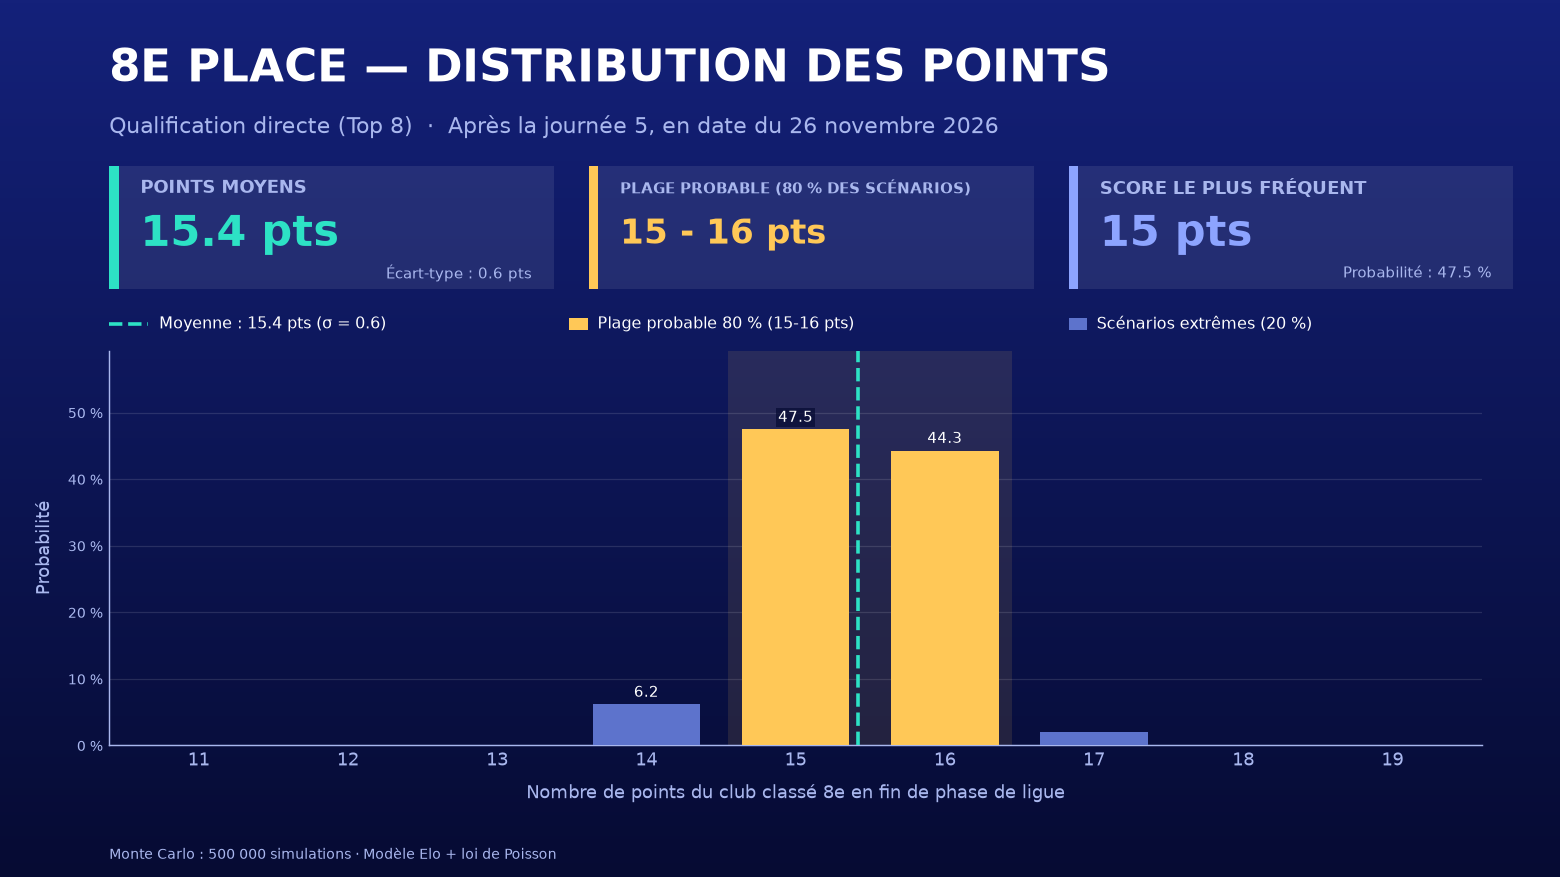 8E PLACE — DISTRIBUTION DES POINTS
Qualification directe (Top 8) · Après la journée 5, en date du 26 novembre 2026
POINTS MOYENS
15.4 pts
Écart-type : 0.6 pts
PLAGE PROBABLE (80 % DES SCÉNARIOS)
15 - 16 pts
SCORE LE PLUS FRÉQUENT
15 pts
Probabilité : 47.5 %
Moyenne : 15.4 pts (σ = 0.6)
Plage probable 80 % (15-16 pts)
Scénarios extrêmes (20 %)
Probabilité
50 %
40 %
30 %
20 %
10 %
0 %
6.2
47.5
44.3
11 12 13 14 15 16 17 18 19
Nombre de points du club classé 8e en fin de phase de ligue
Monte Carlo : 500 000 simulations · Modèle Elo + loi de Poisson